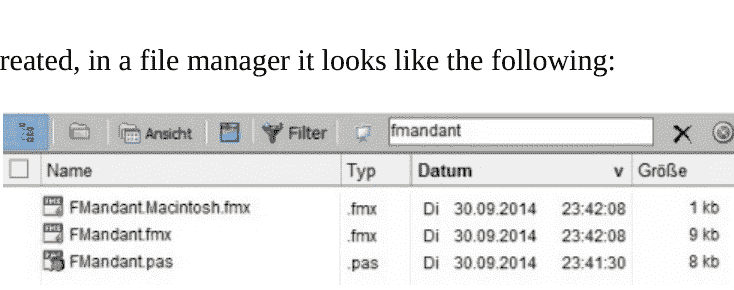 reated, in a file manager it looks like the following:
Ansicht Filter fmandant
Name Typ Datum v Größe
FMandant.Macintosh.fmx .fmx Di 30.09.2014 23:42:08 1 kb
FMandant.fmx .fmx Di 30.09.2014 23:42:08 9 kb
FMandant.pas .pas Di 30.09.2014 23:41:30 8 kb